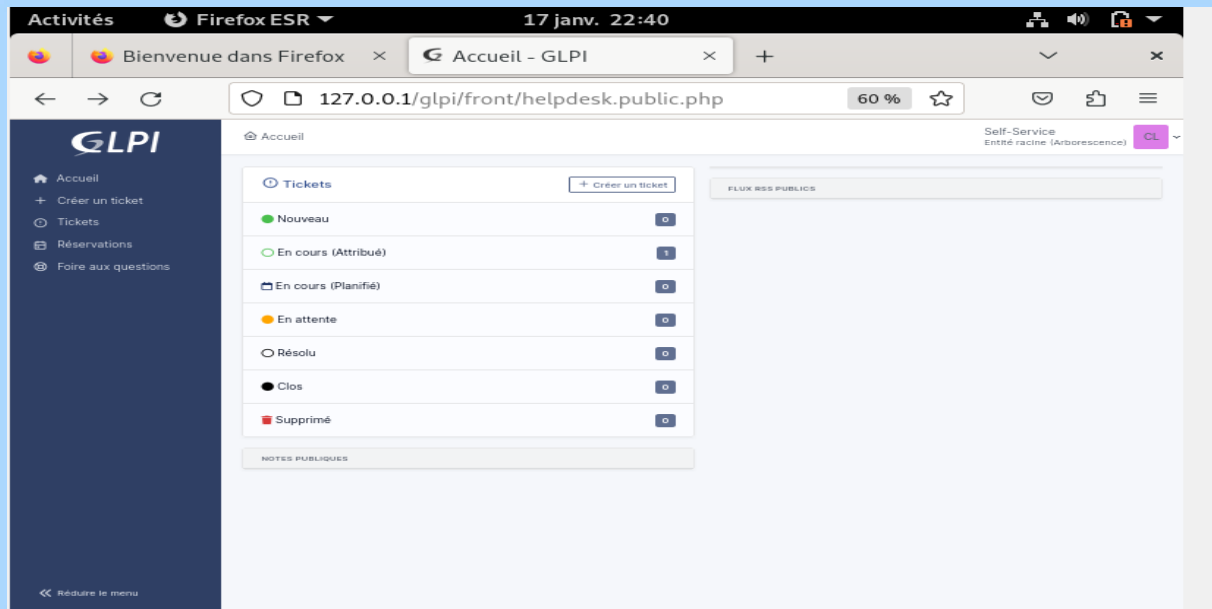 Activités Firefox ESR 17 janv. 22:40
Bienvenue dans Firefox × Accueil - GLPI × +
127.0.0.1/glpi/front/helpdesk.public.php 60 %
GLPI
Accueil
Self-Service
Entité racine (Arborescence)
CL
Accueil
+ Créer un ticket
Tickets
Réservations
Foire aux questions
Tickets + Créer un ticket
Nouveau 0
En cours (Attribué) 1
En cours (Planifié) 0
En attente 0
Résolu 0
Clos 0
Supprimé 0
NOTES PUBLIQUES
FLUX RSS PUBLICS
Réduire le menu